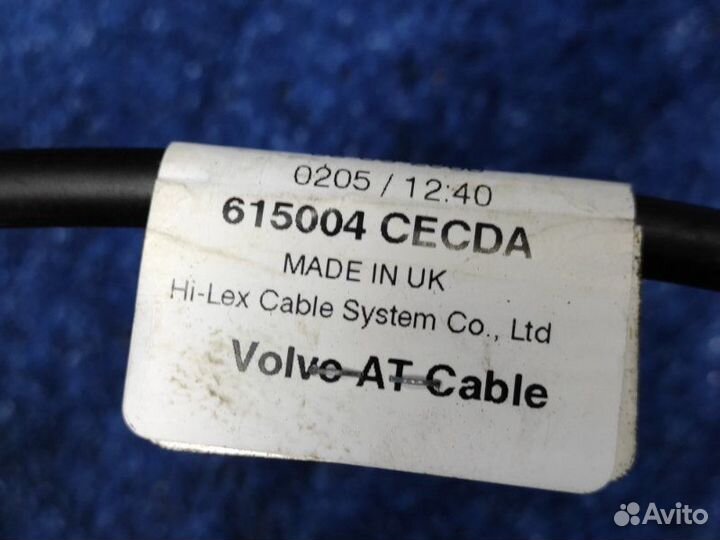 0205 / 12:40
615004 CECDA
MADE IN UK
Hi-Lex Cable System Co., Ltd
Volvo AT Cable
Avito